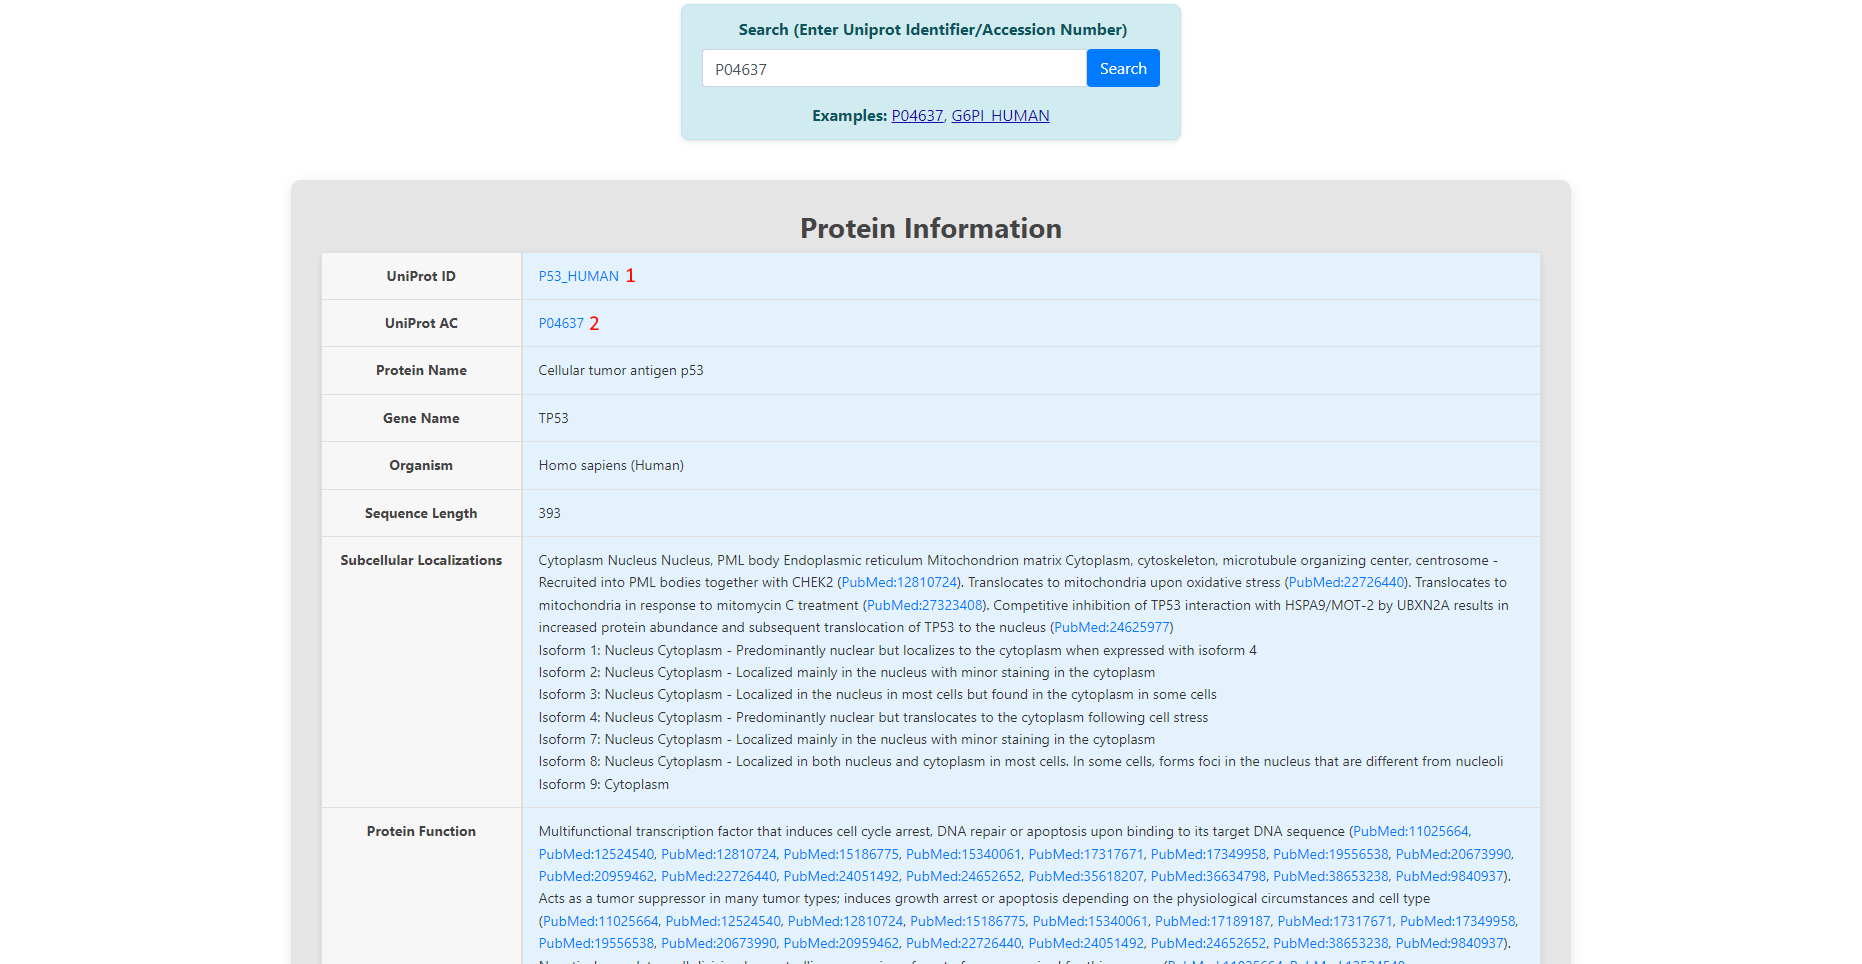 Search (Enter Uniprot Identifier/Accession Number)
P04637
Search
Examples: P04637, G6PI_HUMAN
Protein Information
UniProt ID
P53_HUMAN 1
UniProt AC
P04637 2
Protein Name
Cellular tumor antigen p53
Gene Name
TP53
Organism
Homo sapiens (Human)
Sequence Length
393
Subcellular Localizations
Cytoplasm Nucleus Nucleus, PML body Endoplasmic reticulum Mitochondrion matrix Cytoplasm, cytoskeleton, microtubule organizing center, centrosome -
Recruited into PML bodies together with CHEK2 (PubMed:12810724). Translocates to mitochondria upon oxidative stress (PubMed:22726440). Translocates to
mitochondria in response to mitomycin C treatment (PubMed:27323408). Competitive inhibition of TP53 interaction with HSPA9/MOT-2 by UBXN2A results in
increased protein abundance and subsequent translocation of TP53 to the nucleus (PubMed:24625977)
Isoform 1: Nucleus Cytoplasm - Predominantly nuclear but localizes to the cytoplasm when expressed with isoform 4
Isoform 2: Nucleus Cytoplasm - Localized mainly in the nucleus with minor staining in the cytoplasm
Isoform 3: Nucleus Cytoplasm - Localized in the nucleus in most cells but found in the cytoplasm in some cells
Isoform 4: Nucleus Cytoplasm - Predominantly nuclear but translocates to the cytoplasm following cell stress
Isoform 7: Nucleus Cytoplasm - Localized mainly in the nucleus with minor staining in the cytoplasm
Isoform 8: Nucleus Cytoplasm - Localized in both nucleus and cytoplasm in most cells. In some cells, forms foci in the nucleus that are different from nucleoli
Isoform 9: Cytoplasm
Protein Function
Multifunctional transcription factor that induces cell cycle arrest, DNA repair or apoptosis upon binding to its target DNA sequence (PubMed:11025664,
PubMed:12524540, PubMed:12810724, PubMed:15186775, PubMed:15340061, PubMed:17317671, PubMed:17349958, PubMed:19556538, PubMed:20673990,
PubMed:20959462, PubMed:22726440, PubMed:24051492, PubMed:24652652, PubMed:35618207, PubMed:36634798, PubMed:38653238, PubMed:9840937).
Acts as a tumor suppressor in many tumor types; induces growth arrest or apoptosis depending on the physiological circumstances and cell type
(PubMed:11025664, PubMed:12524540, PubMed:12810724, PubMed:15186775, PubMed:15340061, PubMed:17189187, PubMed:17317671, PubMed:17349958,
PubMed:19556538, PubMed:20673990, PubMed:20959462, PubMed:22726440, PubMed:24051492, PubMed:24652652, PubMed:38653238, PubMed:9840937).